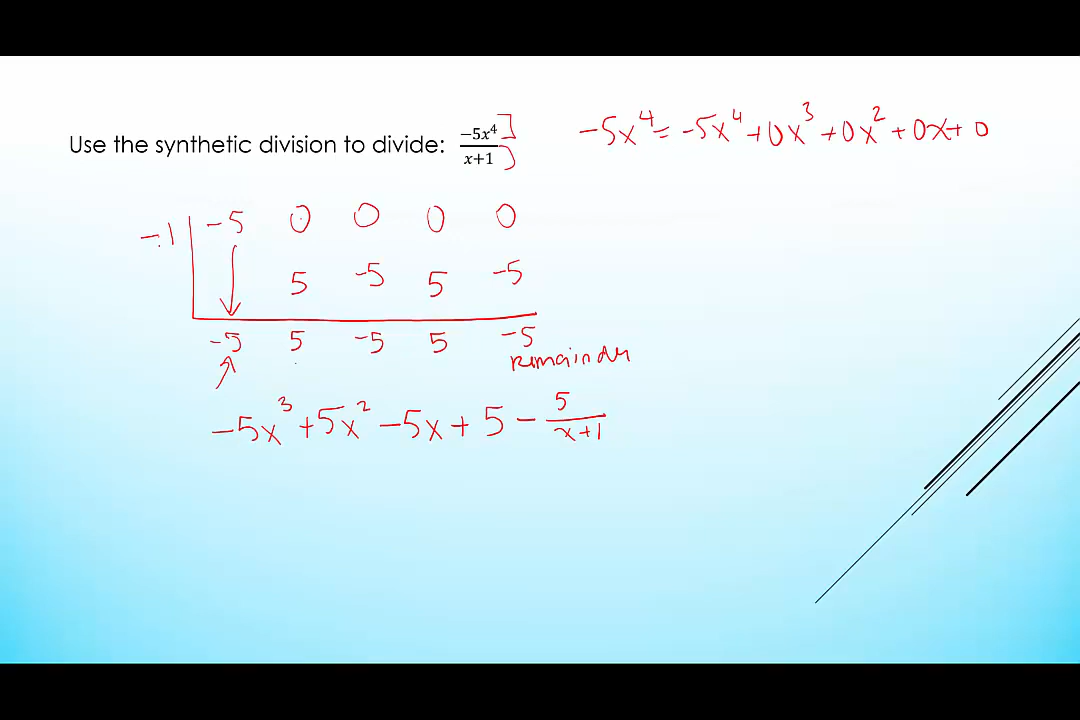 -5x⁴ = -5x⁴ + 0x³ + 0x² + 0x + 0
Use the synthetic division to divide: -5x⁴/x+1
-1 | -5 0 0 0 0
5 -5 5 -5
-5 5 -5 5 -5
remainder
-5x³ + 5x² - 5x + 5 - 5/x+1